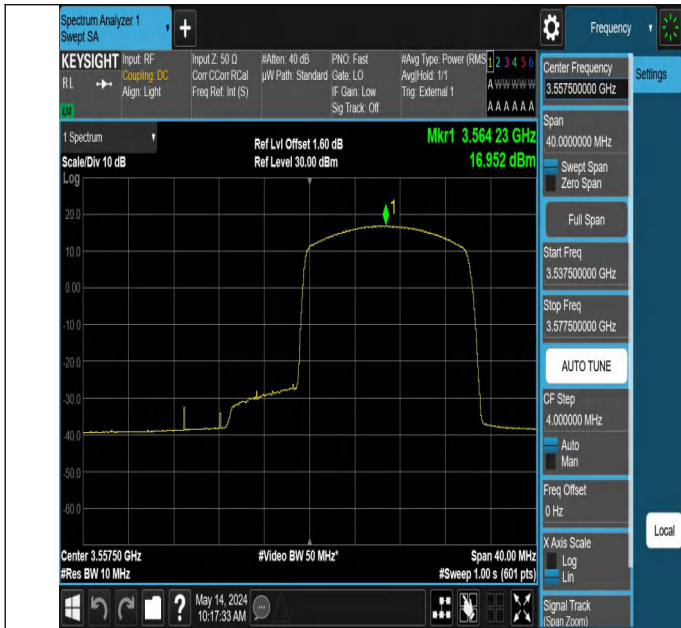 Spectrum Analyzer 1
Swept SA
+
Frequency
KEYSIGHT
RL
Input: RF
Coupling: DC
Align: Light
Input Z: 50 Ω
Corr CCorr RCal
Freq Ref: Int (S)
#Atten: 40 dB
µW Path: Standard
PNO: Fast
Gate: LO
IF Gain: Low
Sig Track: Off
#Avg Type: Power (RMS
Avg|Hold: 1/1
Trig: External 1
1 2 3 4 5 6
A W W W W W
A A A A A A
LXI
1 Spectrum
Scale/Div 10 dB
Ref Lvl Offset 1.60 dB
Ref Level 30.00 dBm
Mkr1 3.564 23 GHz
16.952 dBm
Log
1
20.0
10.0
0.00
-10.0
-20.0
-30.0
-40.0
-50.0
-60.0
Center 3.55750 GHz
#Res BW 10 MHz
#Video BW 50 MHz*
Span 40.00 MHz
#Sweep 1.00 s (601 pts)
Center Frequency
3.557500000 GHz
Settings
Span
40.0000000 MHz
Swept Span
Zero Span
Full Span
Start Freq
3.537500000 GHz
Stop Freq
3.577500000 GHz
AUTO TUNE
CF Step
4.000000 MHz
Auto
Man
Freq Offset
0 Hz
X Axis Scale
Log
Lin
Local
Signal Track
(Span Zoom)
?
May 14, 2024
10:17:33 AM